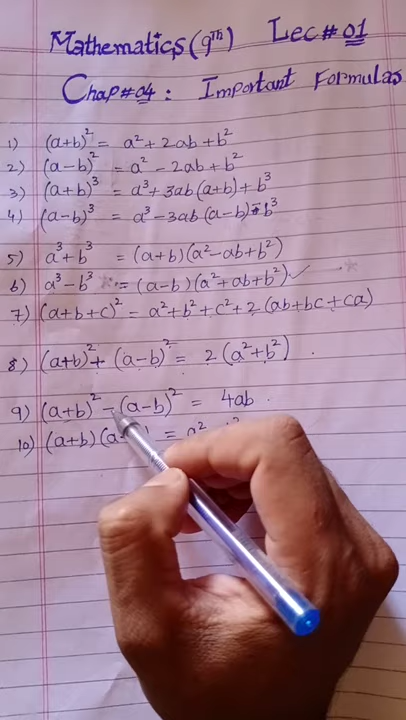 Mathematics (9th) Lec # 01
Chap # 04 : Important Formulas
1) (a+b)² = a² + 2ab + b²
2) (a-b)² = a² - 2ab + b²
3) (a+b)³ = a³ + 3ab (a+b) + b³
4) (a-b)³ = a³ - 3ab (a-b) - b³
5) a³ + b³ = (a+b) (a² - ab + b²)
6) a³ - b³ = (a-b) (a² + ab + b²)
7) (a+b+c)² = a² + b² + c² + 2 (ab+bc+ca)
8) (a+b)² + (a-b)² = 2 (a² + b²)
9) (a+b)² - (a-b)² = 4ab
10) (a+b) (a = a²